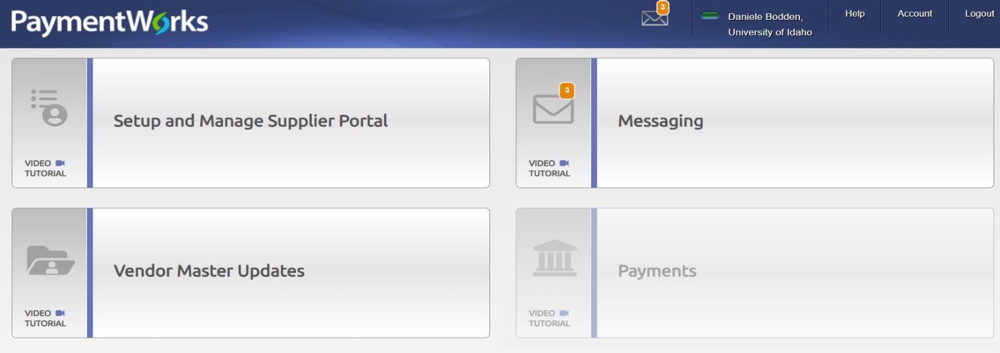 PaymentWorks
3
Daniele Bodden,
University of Idaho
Help
Account
Logout
Setup and Manage Supplier Portal
VIDEO
TUTORIAL
3
Messaging
VIDEO
TUTORIAL
Vendor Master Updates
VIDEO
TUTORIAL
Payments
VIDEO
TUTORIAL